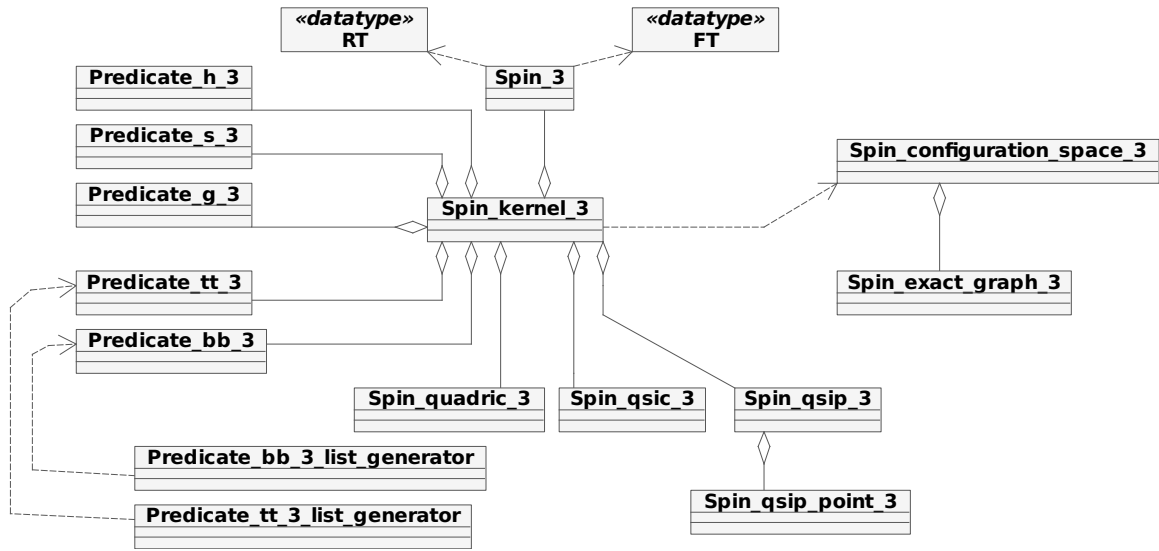 «datatype»
RT
«datatype»
FT
Spin_3
Predicate_h_3
Predicate_s_3
Predicate_g_3
Spin_kernel_3
Spin_configuration_space_3
Spin_exact_graph_3
Predicate_tt_3
Predicate_bb_3
Spin_quadric_3
Spin_qsic_3
Spin_qsip_3
Predicate_bb_3_list_generator
Spin_qsip_point_3
Predicate_tt_3_list_generator